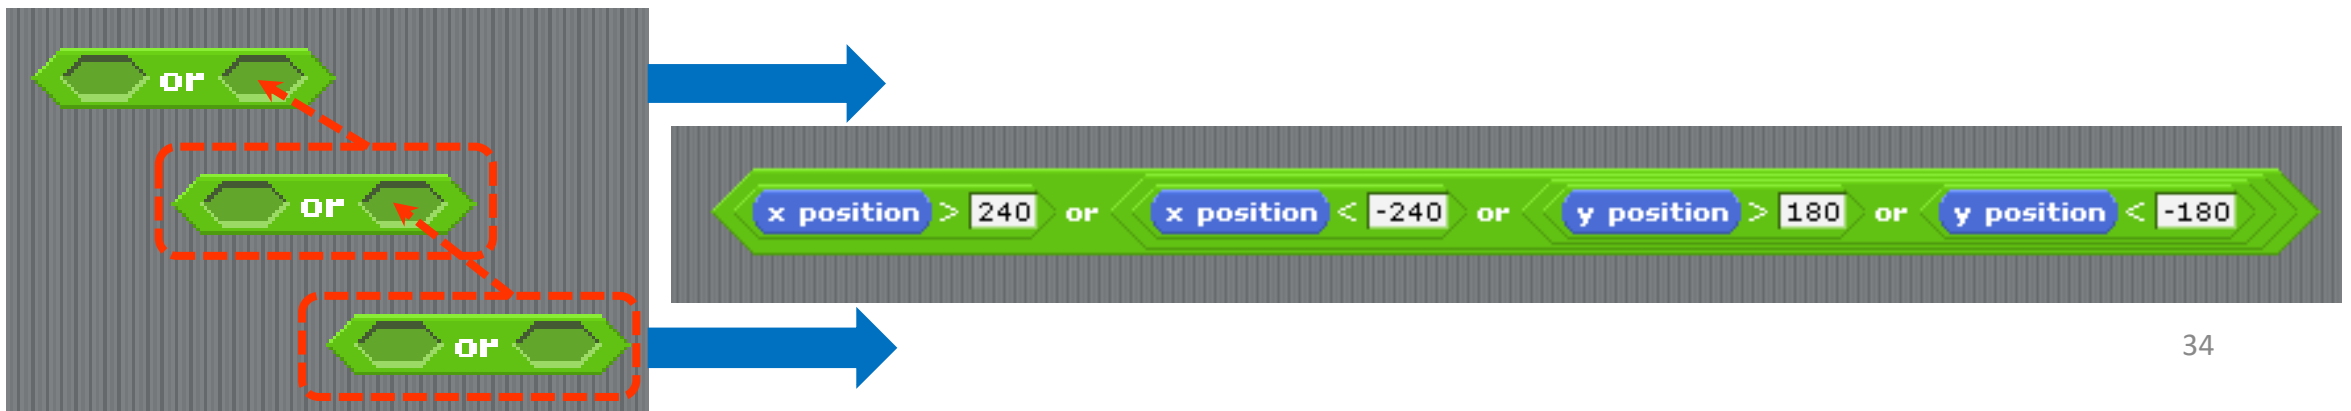 or
or
or
x position > 240 or x position < -240 or y position > 180 or y position < -180
34